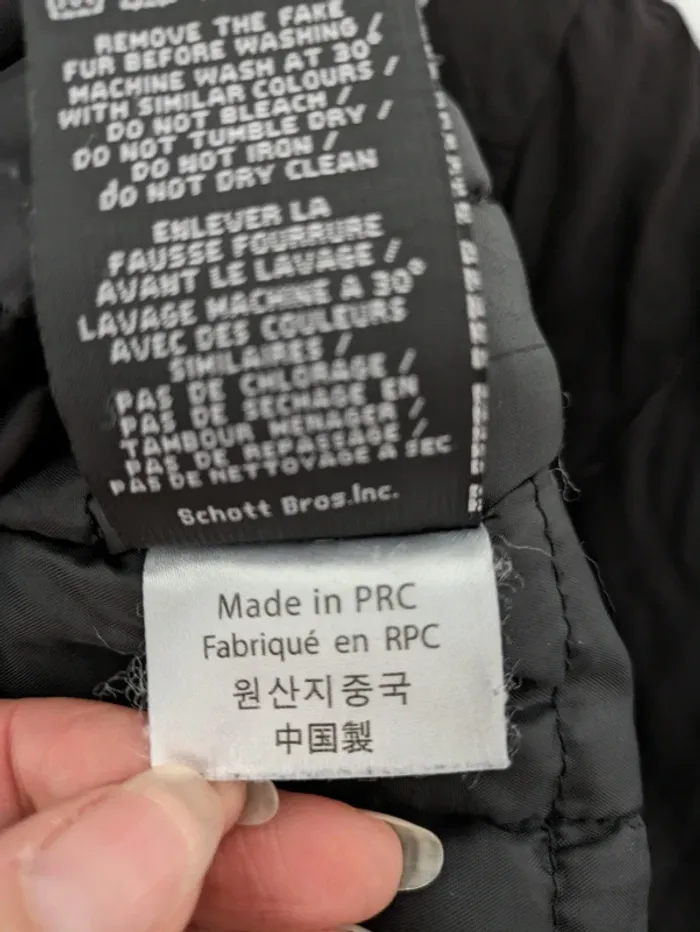 REMOVE THE FAKE
FUR BEFORE WASHING /
MACHINE WASH AT 30°
WITH SIMILAR COLOURS /
DO NOT BLEACH /
DO NOT TUMBLE DRY /
DO NOT IRON /
do NOT DRY CLEAN
ENLEVER LA
FAUSSE FOURRURE
AVANT LE LAVAGE /
LAVAGE MACHINE A 30°
AVEC DES COULEURS
SIMILAIRES /
PAS DE CHLORAGE /
PAS DE SECHAGE EN
TAMBOUR MENAGER /
PAS DE REPASSAGE /
PAS DE NETTOYAGE A SEC
Schott Bros.Inc.
Made in PRC
Fabriqué en RPC
원산지중국
中国製